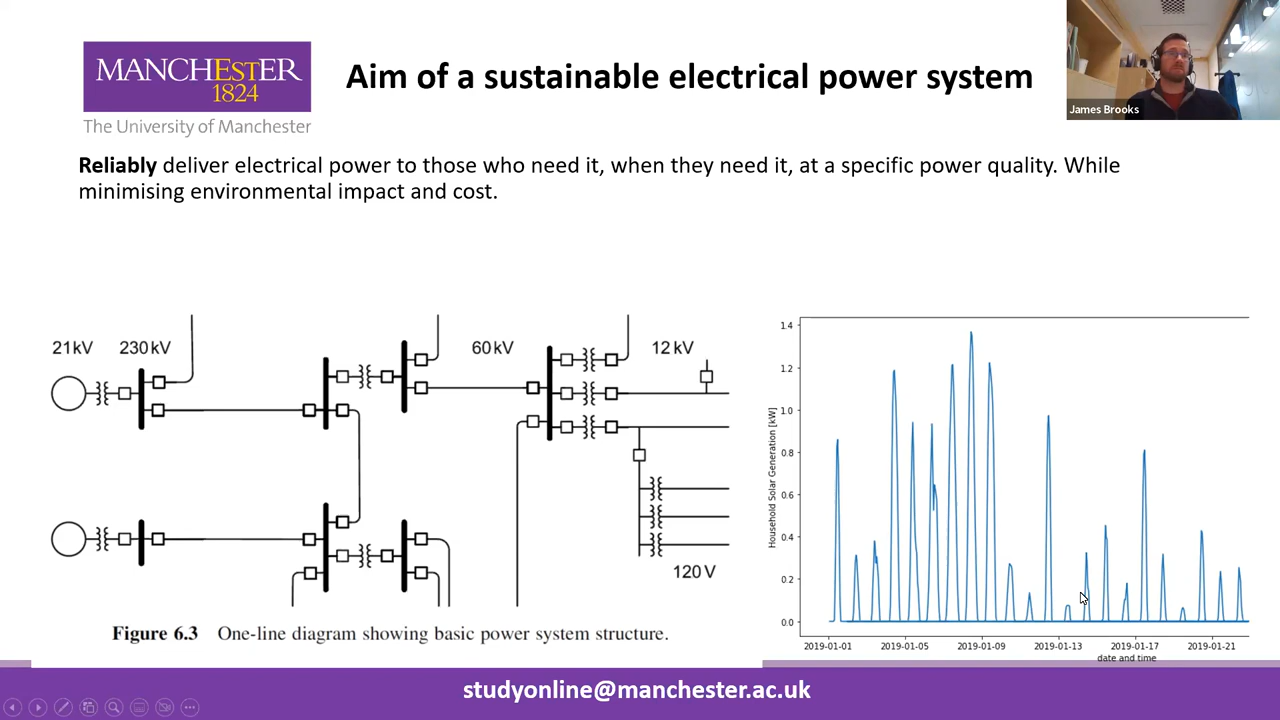 MANCHESTER
1824
The University of Manchester
Aim of a sustainable electrical power system
James Brooks
Reliably deliver electrical power to those who need it, when they need it, at a specific power quality. While
minimising environmental impact and cost.
21kV 230kV 60kV 12kV
120V
Figure 6.3 One-line diagram showing basic power system structure.
Household Solar Generation [kW]
1.4
1.2
1.0
0.8
0.6
0.4
0.2
0.0
2019-01-01 2019-01-05 2019-01-09 2019-01-13 2019-01-17 2019-01-21
date and time
studyonline@manchester.ac.uk